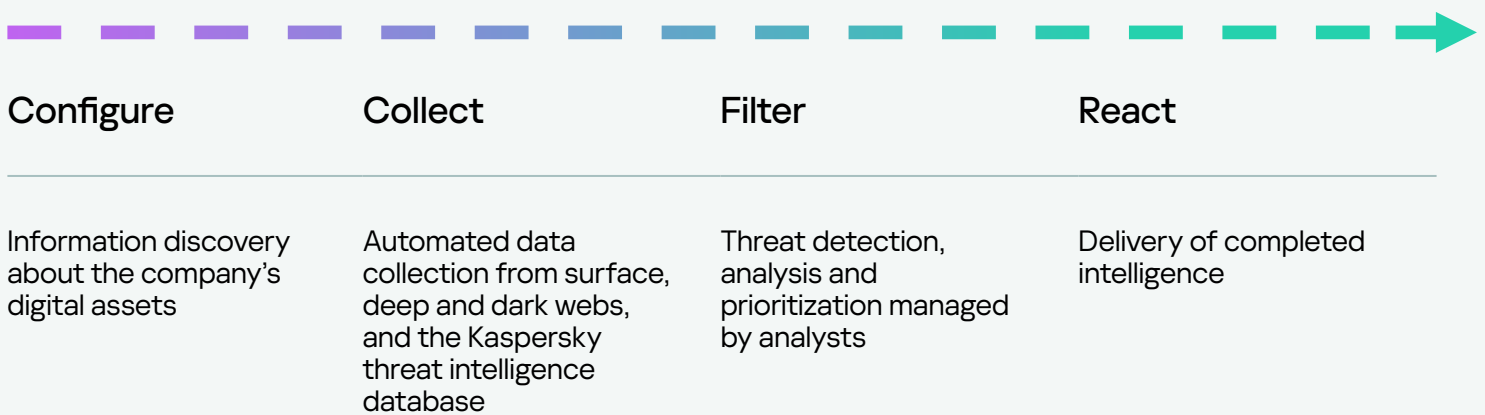 Configure
Collect
Filter
React
Information discovery
about the company's
digital assets
Automated data
collection from surface,
deep and dark webs,
and the Kaspersky
threat intelligence
database
Threat detection,
analysis and
prioritization managed
by analysts
Delivery of completed
intelligence